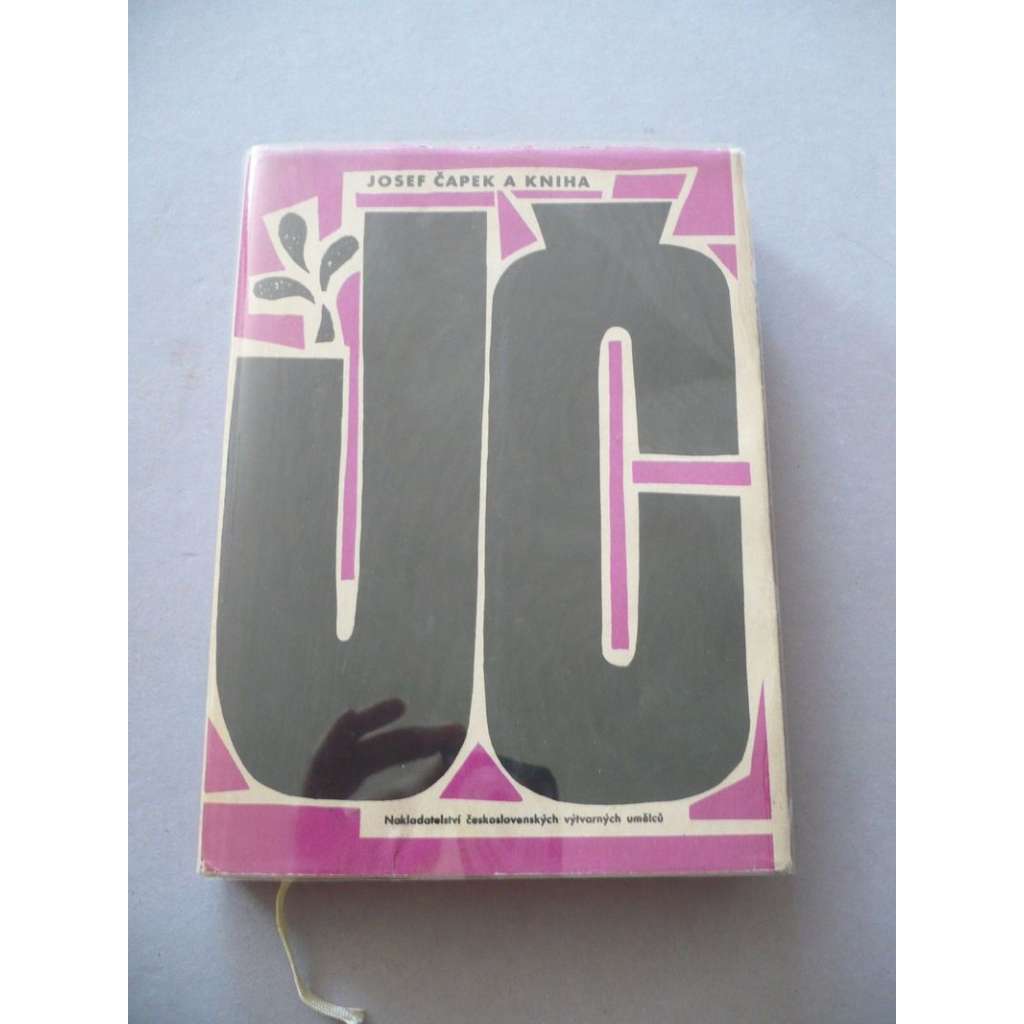 JOSEF ČAPEK A KNIHA
JČ
Nakladatelství československých výtvarných umělců